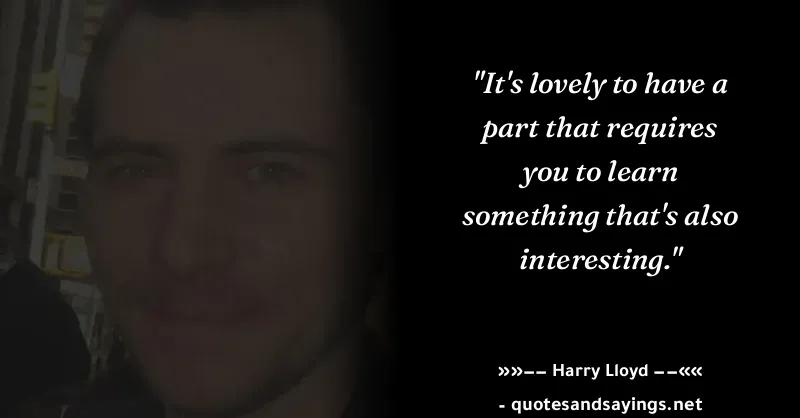 "It's lovely to have a
part that requires
you to learn
something that's also
interesting."
»»–– Harry Lloyd ––««
- quotesandsayings.net